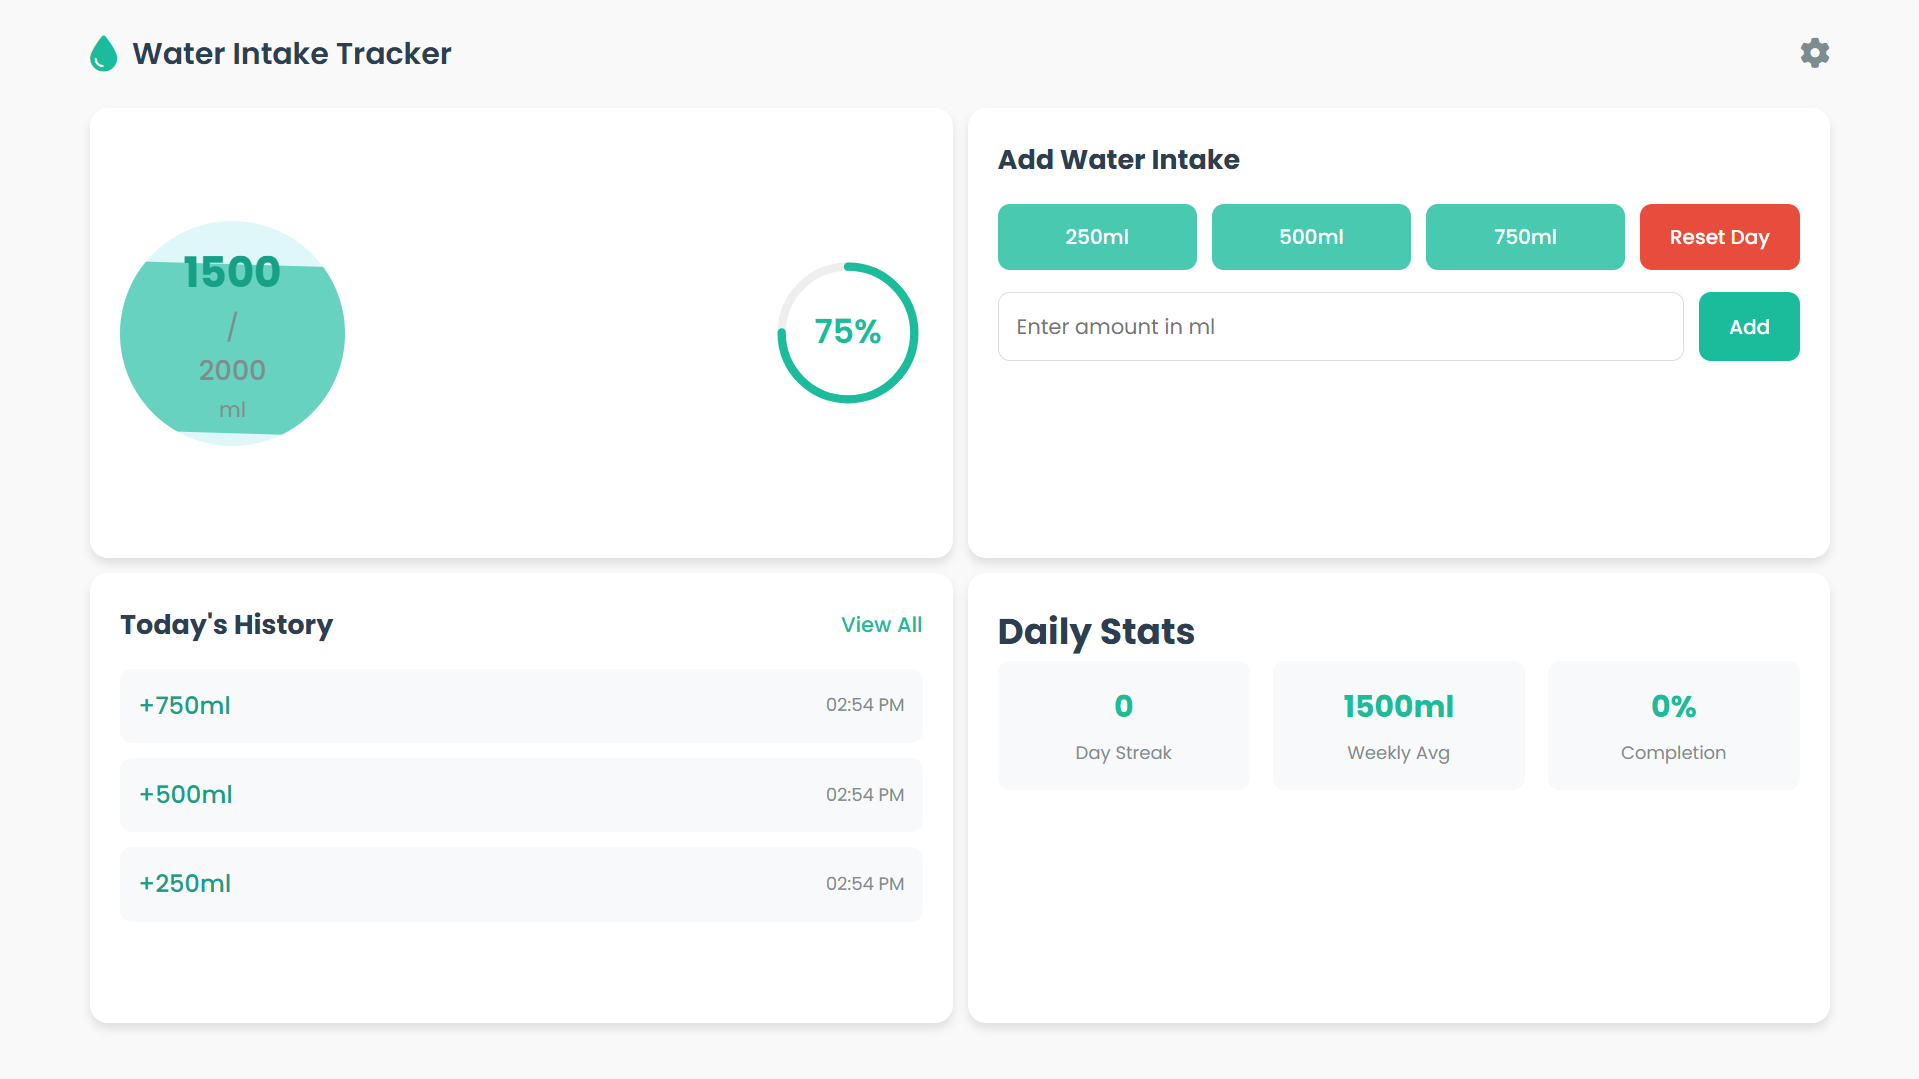 Water Intake Tracker
1500
/
2000
ml
75%
Add Water Intake
250ml
500ml
750ml
Reset Day
Enter amount in ml
Add
Today's History
View All
+750ml
02:54 PM
+500ml
02:54 PM
+250ml
02:54 PM
Daily Stats
0
Day Streak
1500ml
Weekly Avg
0%
Completion